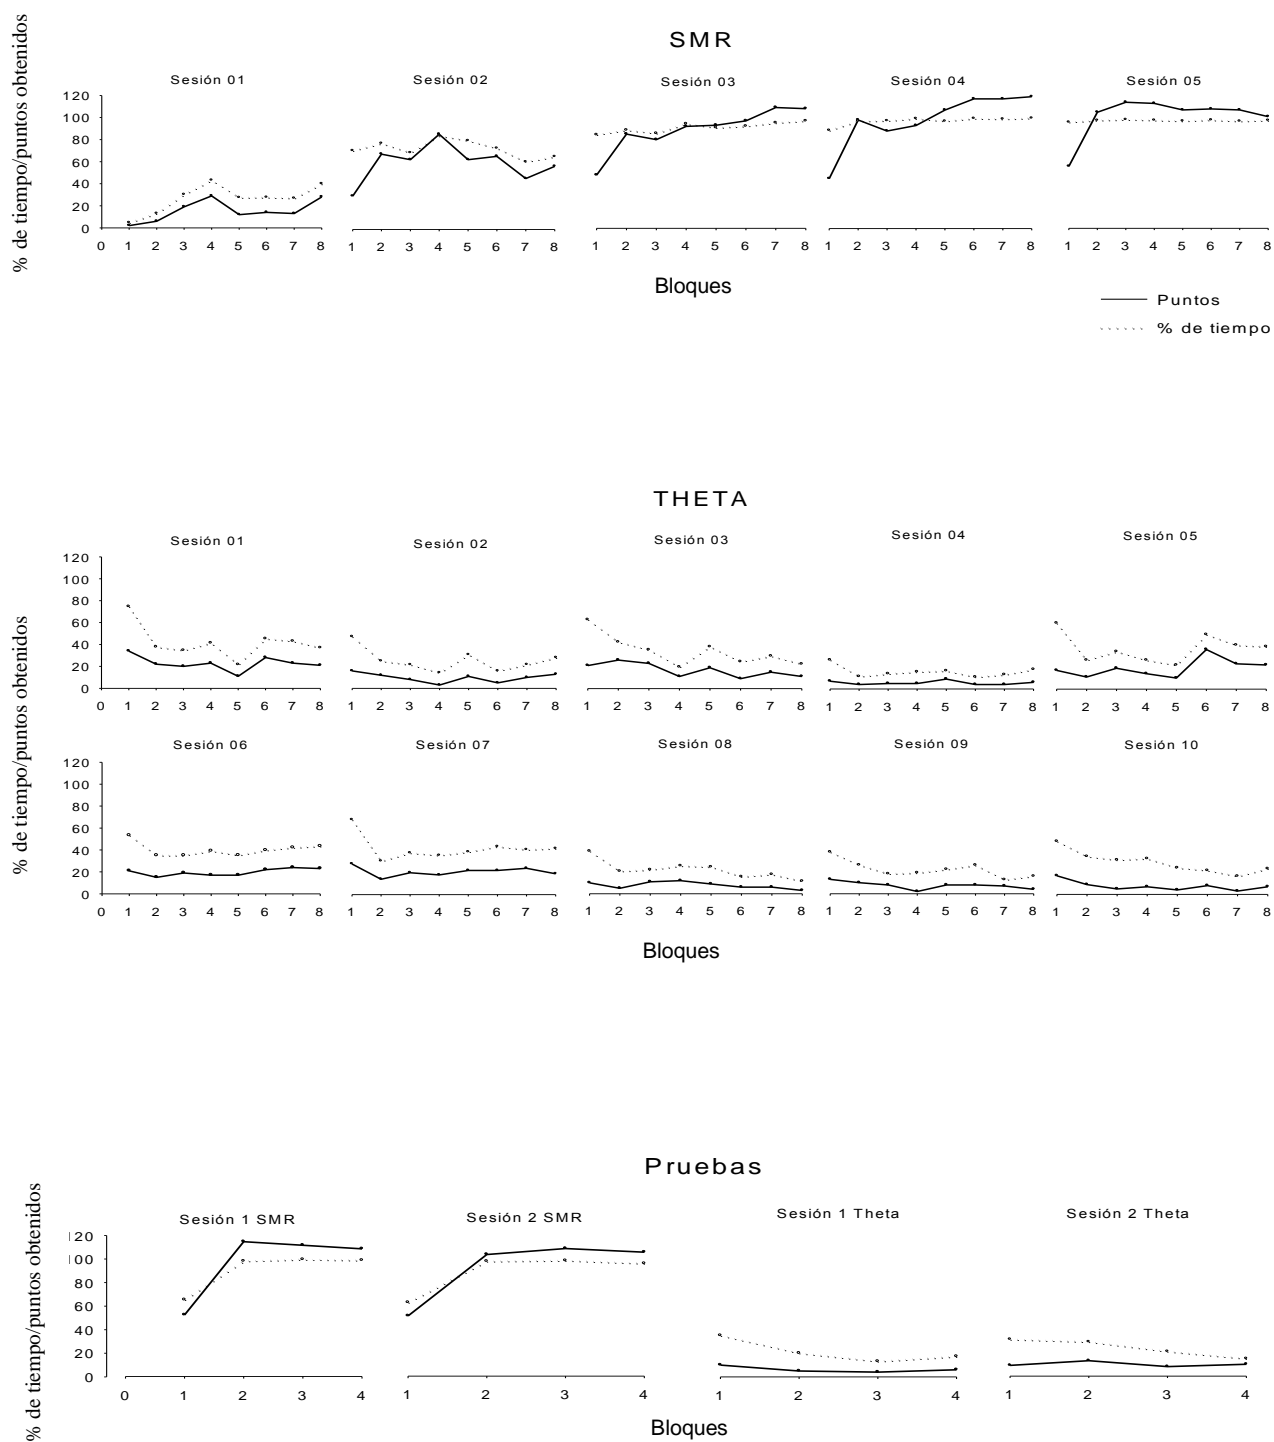 SMR
Sesión 01 Sesión 02 Sesión 03 Sesión 04 Sesión 05
% de tiempo/puntos obtenidos
120
100
80
60
40
20
0
0 1 2 3 4 5 6 7 8 1 2 3 4 5 6 7 8 1 2 3 4 5 6 7 8 1 2 3 4 5 6 7 8 1 2 3 4 5 6 7 8
Bloques
Puntos
% de tiempo
THETA
Sesión 01 Sesión 02 Sesión 03 Sesión 04 Sesión 05
% de tiempo/puntos obtenidos
120
100
80
60
40
20
0
0 1 2 3 4 5 6 7 8 1 2 3 4 5 6 7 8 1 2 3 4 5 6 7 8 1 2 3 4 5 6 7 8 1 2 3 4 5 6 7 8
Sesión 06 Sesión 07 Sesión 08 Sesión 09 Sesión 10
120
100
80
60
40
20
0
0 1 2 3 4 5 6 7 8 1 2 3 4 5 6 7 8 1 2 3 4 5 6 7 8 1 2 3 4 5 6 7 8 1 2 3 4 5 6 7 8
Bloques
Pruebas
Sesión 1 SMR Sesión 2 SMR Sesión 1 Theta Sesión 2 Theta
% de tiempo/puntos obtenidos
120
100
80
60
40
20
0
0 1 2 3 4 1 2 3 4 1 2 3 4 1 2 3 4
Bloques